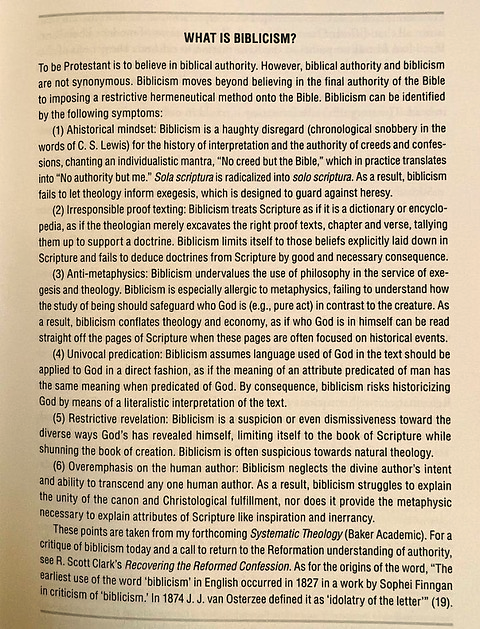 WHAT IS BIBLICISM?
To be Protestant is to believe in biblical authority. However, biblical authority and biblicism
are not synonymous. Biblicism moves beyond believing in the final authority of the Bible
to imposing a restrictive hermeneutical method onto the Bible. Biblicism can be identified
by the following symptoms:
(1) Ahistorical mindset: Biblicism is a haughty disregard (chronological snobbery in the
words of C. S. Lewis) for the history of interpretation and the authority of creeds and confes-
sions, chanting an individualistic mantra, “No creed but the Bible,” which in practice translates
into “No authority but me.” Sola scriptura is radicalized into solo scriptura. As a result, biblicism
fails to let theology inform exegesis, which is designed to guard against heresy.
(2) Irresponsible proof texting: Biblicism treats Scripture as if it is a dictionary or encyclo-
pedia, as if the theologian merely excavates the right proof texts, chapter and verse, tallying
them up to support a doctrine. Biblicism limits itself to those beliefs explicitly laid down in
Scripture and fails to deduce doctrines from Scripture by good and necessary consequence.
(3) Anti-metaphysics: Biblicism undervalues the use of philosophy in the service of exe-
gesis and theology. Biblicism is especially allergic to metaphysics, failing to understand how
the study of being should safeguard who God is (e.g., pure act) in contrast to the creature. As
a result, biblicism conflates theology and economy, as if who God is in himself can be read
straight off the pages of Scripture when these pages are often focused on historical events.
(4) Univocal predication: Biblicism assumes language used of God in the text should be
applied to God in a direct fashion, as if the meaning of an attribute predicated of man has
the same meaning when predicated of God. By consequence, biblicism risks historicizing
God by means of a literalistic interpretation of the text.
(5) Restrictive revelation: Biblicism is a suspicion or even dismissiveness toward the
diverse ways God’s has revealed himself, limiting itself to the book of Scripture while
shunning the book of creation. Biblicism is often suspicious towards natural theology.
(6) Overemphasis on the human author: Biblicism neglects the divine author’s intent
and ability to transcend any one human author. As a result, biblicism struggles to explain
the unity of the canon and Christological fulfillment, nor does it provide the metaphysic
necessary to explain attributes of Scripture like inspiration and inerrancy.
These points are taken from my forthcoming Systematic Theology (Baker Academic). For a
critique of biblicism today and a call to return to the Reformation understanding of authority,
see R. Scott Clark’s Recovering the Reformed Confession. As for the origins of the word, “The
earliest use of the word ‘biblicism’ in English occurred in 1827 in a work by Sophei Finngan
in criticism of ‘biblicism.’ In 1874 J. J. van Osterzee defined it as ‘idolatry of the letter’” (19).